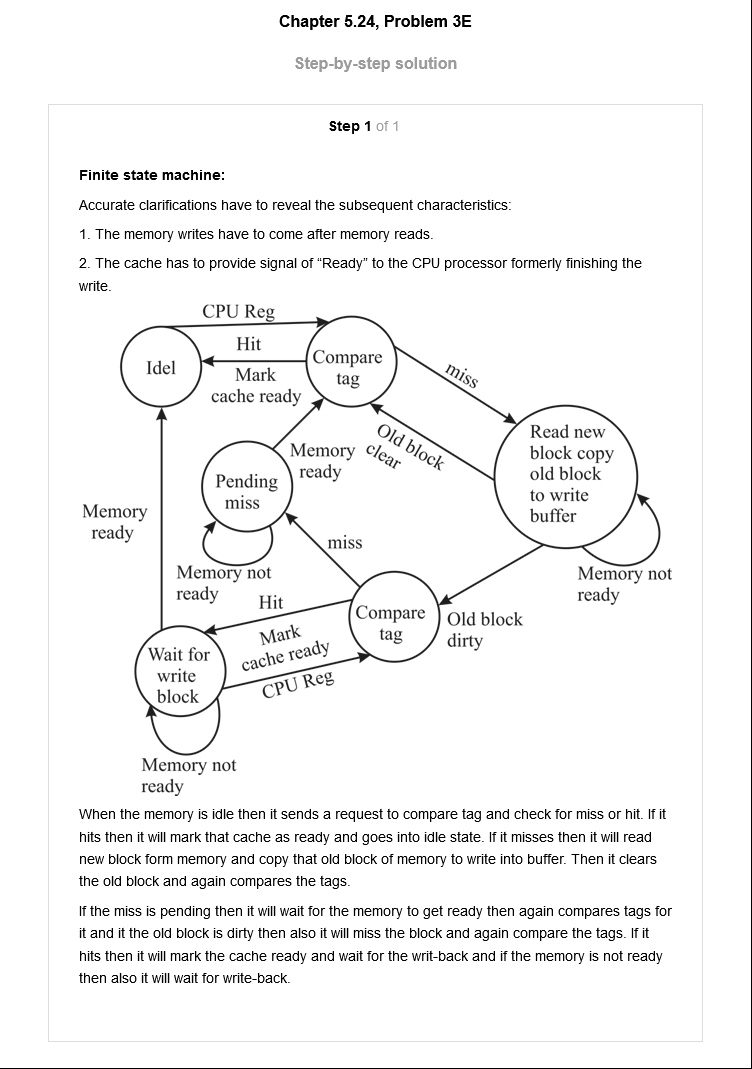 Chapter 5.24, Problem 3E
Step-by-step solution
Step 1 of 1
Finite state machine:
Accurate clarifications have to reveal the subsequent characteristics:
1. The memory writes have to come after memory reads.
2. The cache has to provide signal of “Ready” to the CPU processor formerly finishing the
write.
CPU Reg
Idel
Hit
Mark
cache ready
Compare
tag
miss
Old block
clear
Read new
block copy
old block
to write
buffer
Memory
ready
Pending
miss
Memory
ready
Memory not
ready
miss
Memory not
ready
Hit
Compare
tag
Old block
dirty
Mark
cache ready
Wait for
write
block
CPU Reg
Memory not
ready
When the memory is idle then it sends a request to compare tag and check for miss or hit. If it
hits then it will mark that cache as ready and goes into idle state. If it misses then it will read
new block form memory and copy that old block of memory to write into buffer. Then it clears
the old block and again compares the tags.
If the miss is pending then it will wait for the memory to get ready then again compares tags for
it and it the old block is dirty then also it will miss the block and again compare the tags. If it
hits then it will mark the cache ready and wait for the writ-back and if the memory is not ready
then also it will wait for write-back.